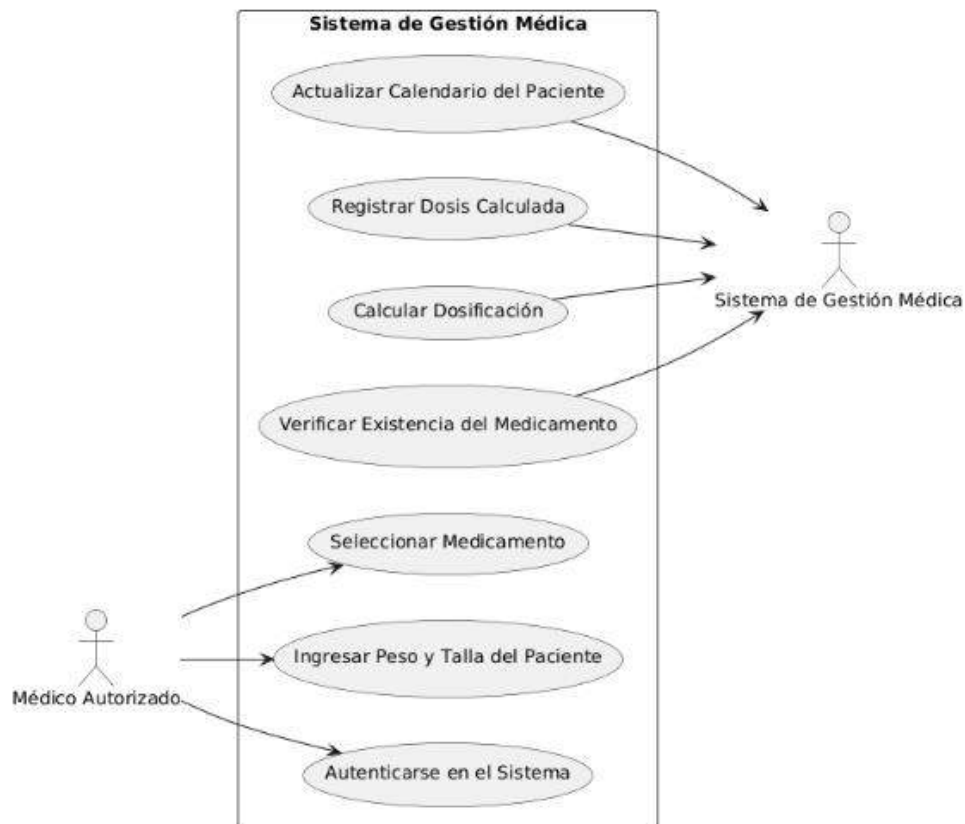 Sistema de Gestión Médica
Actualizar Calendario del Paciente
Registrar Dosis Calculada
Calcular Dosificación
Sistema de Gestión Médica
Verificar Existencia del Medicamento
Seleccionar Medicamento
Ingresar Peso y Talla del Paciente
Médico Autorizado
Autenticarse en el Sistema